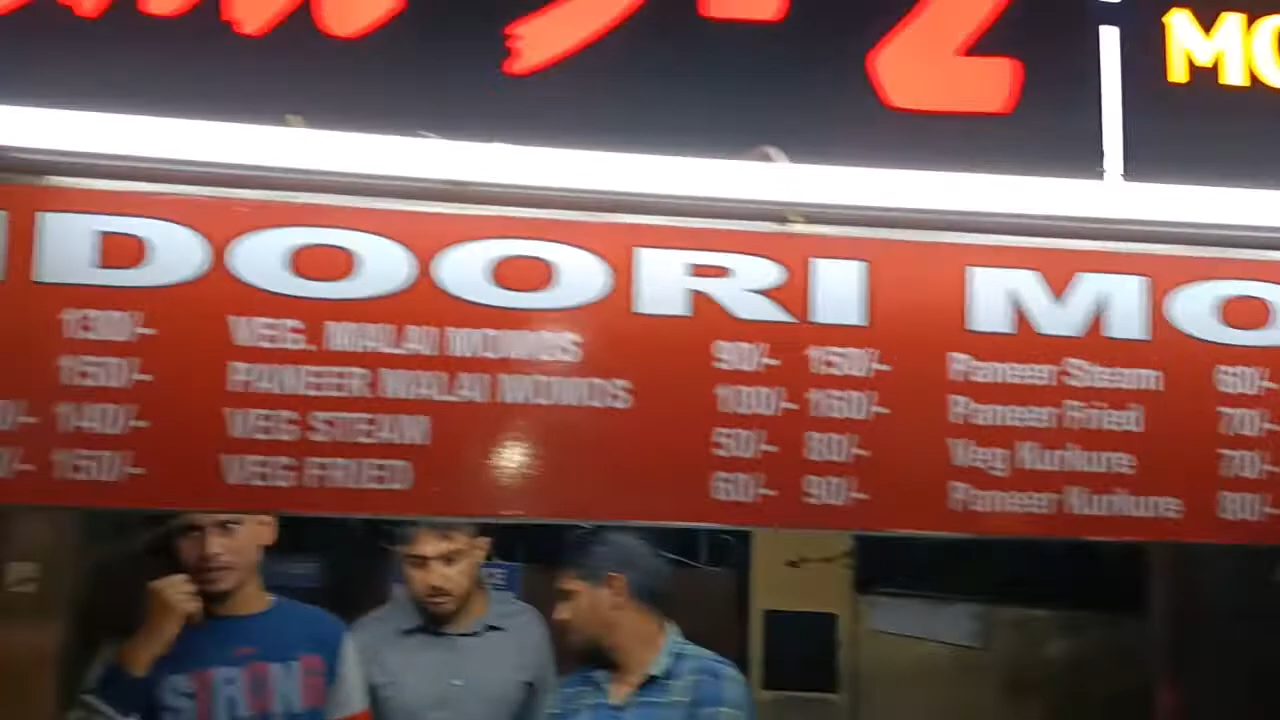 MO
DOORI MO
130/- VEG. MALAI MOMOS 90/- 150/- Paneer Steam 60/-
150/- PANEER MALAI MOMOS 100/- 160/- Paneer Fried 70/-
140/- VEG STEAM 50/- 80/- Veg Kurkure 70/-
150/- VEG FRIED 60/- 90/- Paneer Kurkure 80/-
STRONG